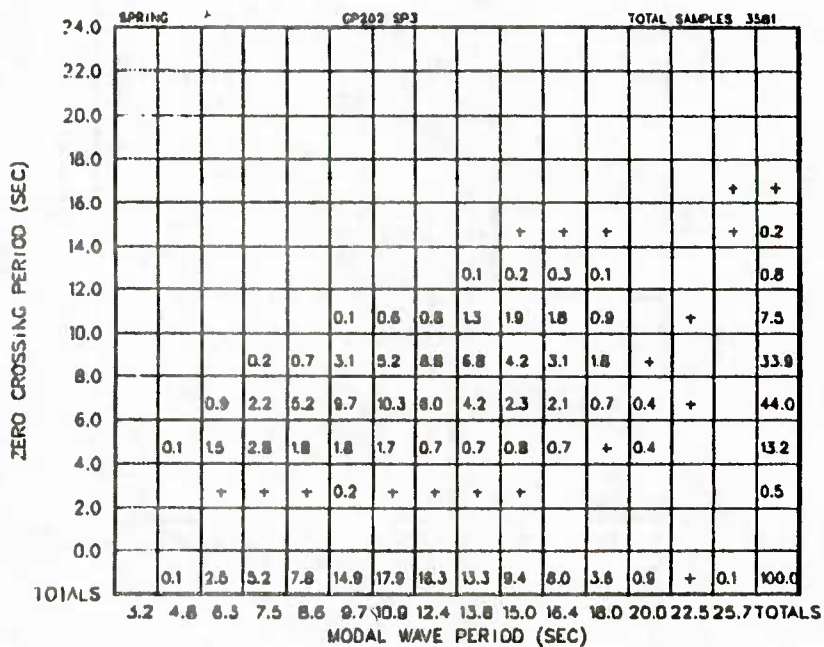 SPRING GP202 SP3 TOTAL SAMPLES 3581
24.0
22.0
20.0
18.0
16.0
+ +
14.0
+ + + + 0.2
12.0
0.1 0.2 0.3 0.1 0.8
10.0
0.1 0.6 0.8 1.3 1.9 1.8 0.9 + 7.5
8.0
0.2 0.7 3.1 5.2 8.8 6.8 4.2 3.1 1.8 + 33.9
6.0
0.9 2.2 5.2 9.7 10.3 6.0 4.2 2.3 2.1 0.7 0.4 + 44.0
4.0
0.1 1.5 2.8 1.8 1.8 1.7 0.7 0.7 0.8 0.7 + 0.4 13.2
2.0
+ + + 0.2 + + + + 0.5
0.0
TOTALS 0.1 2.5 5.2 7.8 14.9 17.9 16.3 13.3 9.4 8.0 3.6 0.9 + 0.1 100.0
3.2 4.8 6.3 7.5 8.6 9.7 10.9 12.4 13.8 15.0 16.4 18.0 20.0 22.5 25.7 TOTALS
MODAL WAVE PERIOD (SEC)
ZERO CROSSING PERIOD (SEC)